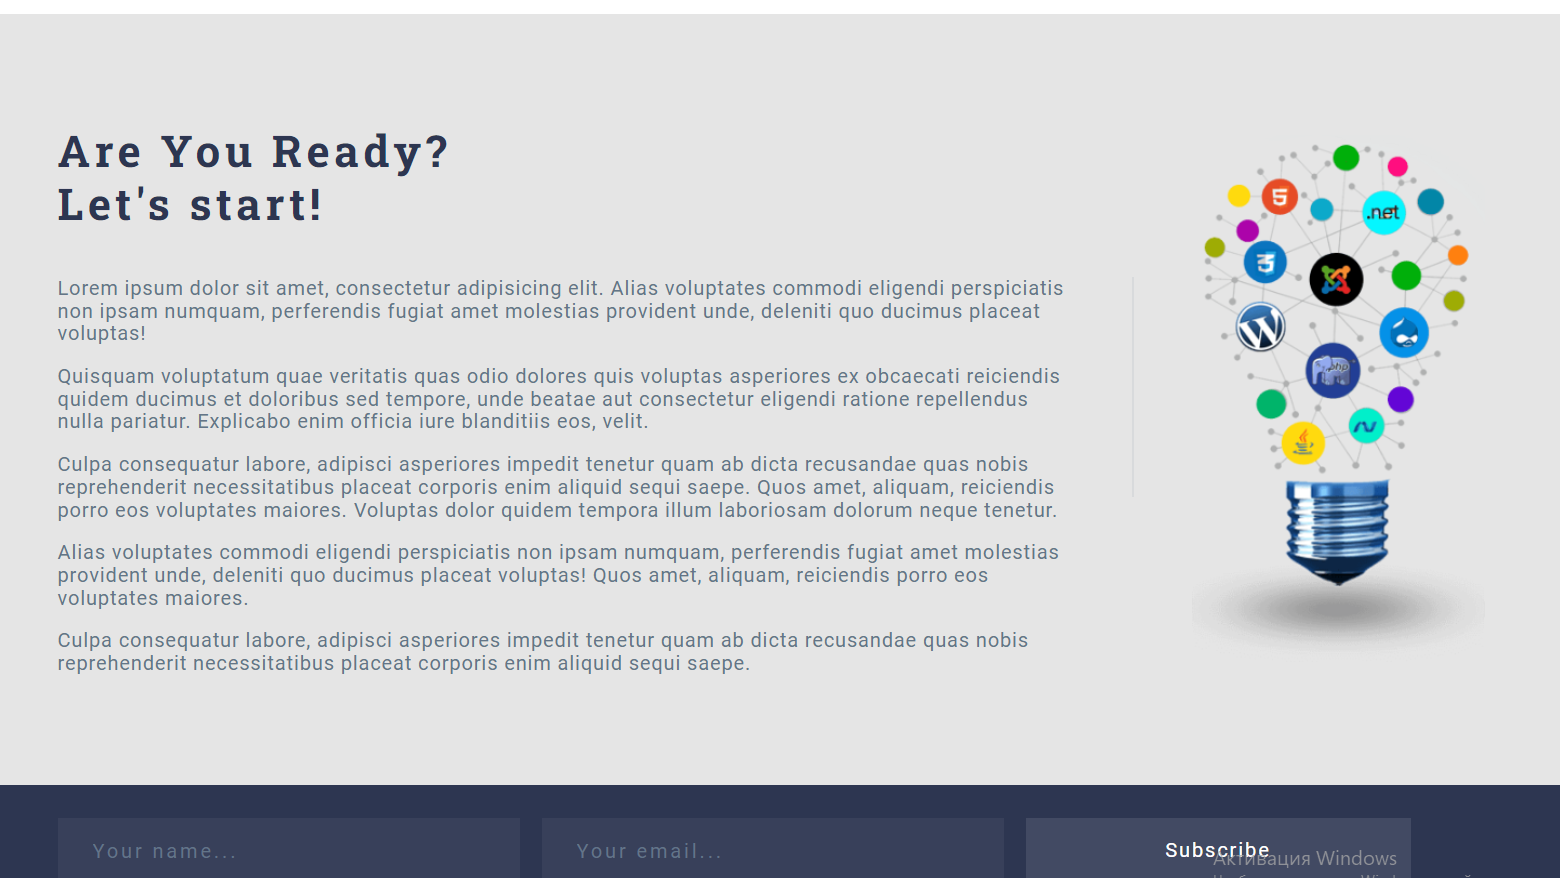 Are You Ready?
Let's start!
Lorem ipsum dolor sit amet, consectetur adipisicing elit. Alias voluptates commodi eligendi perspiciatis
non ipsam numquam, perferendis fugiat amet molestias provident unde, deleniti quo ducimus placeat
voluptas!
Quisquam voluptatum quae veritatis quas odio dolores quis voluptas asperiores ex obcaecati reiciendis
quidem ducimus et doloribus sed tempore, unde beatae aut consectetur eligendi ratione repellendus
nulla pariatur. Explicabo enim officia iure blanditiis eos, velit.
Culpa consequatur labore, adipisci asperiores impedit tenetur quam ab dicta recusandae quas nobis
reprehenderit necessitatibus placeat corporis enim aliquid sequi saepe. Quos amet, aliquam, reiciendis
porro eos voluptates maiores. Voluptas dolor quidem tempora illum laboriosam dolorum neque tenetur.
Alias voluptates commodi eligendi perspiciatis non ipsam numquam, perferendis fugiat amet molestias
provident unde, deleniti quo ducimus placeat voluptas! Quos amet, aliquam, reiciendis porro eos
voluptates maiores.
Culpa consequatur labore, adipisci asperiores impedit tenetur quam ab dicta recusandae quas nobis
reprehenderit necessitatibus placeat corporis enim aliquid sequi saepe.
5
.net
3
W
php
Your name...
Your email...
Subscribe
Активация Windows